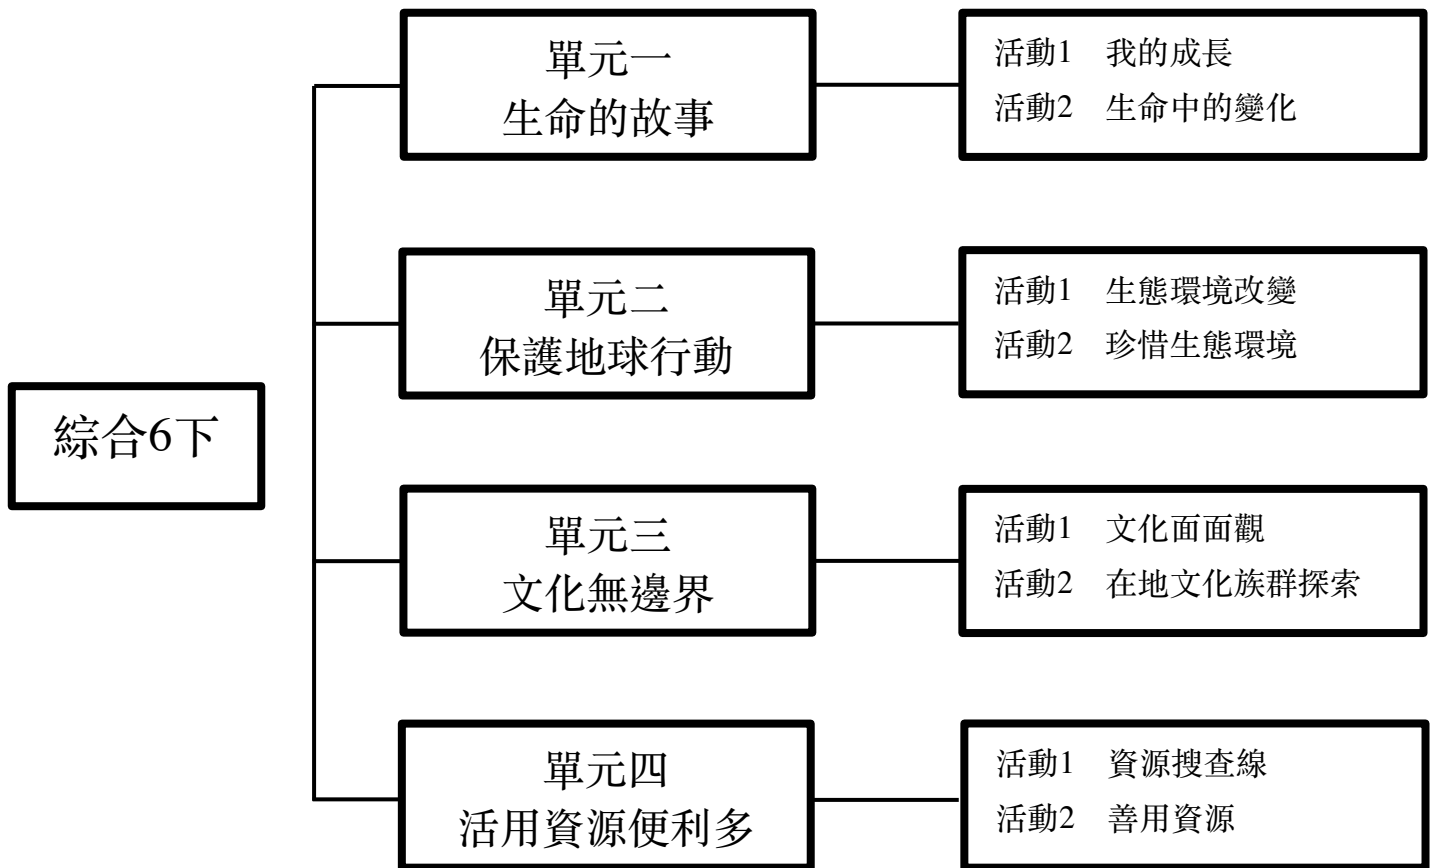 綜合6下
單元一
生命的故事
活動1 我的成長
活動2 生命中的變化
單元二
保護地球行動
活動1 生態環境改變
活動2 珍惜生態環境
單元三
文化無邊界
活動1 文化面面觀
活動2 在地文化族群探索
單元四
活用資源便利多
活動1 資源搜查線
活動2 善用資源